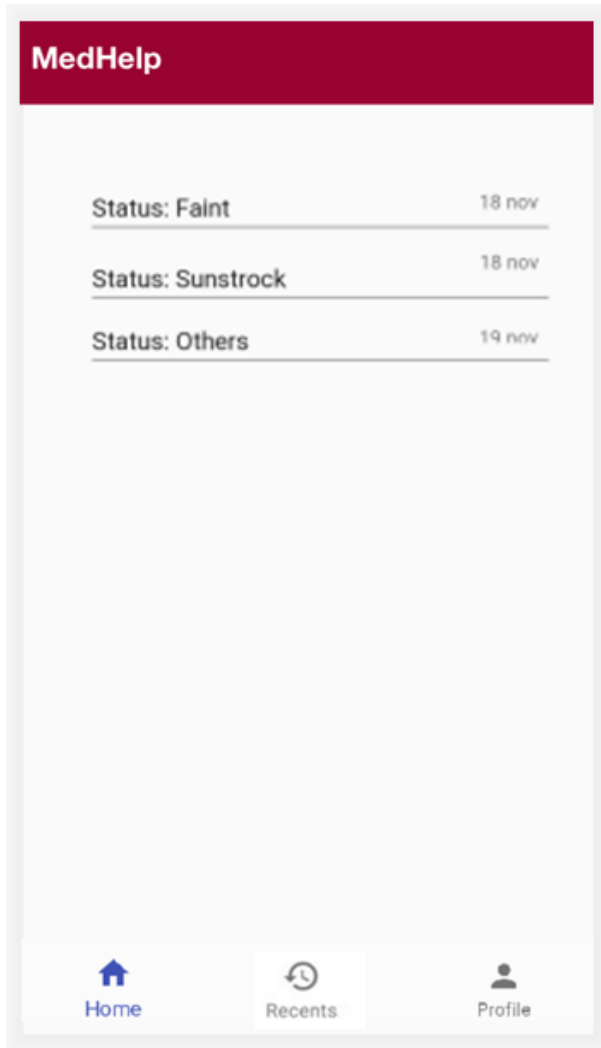 MedHelp
Status: Faint 18 nov
Status: Sunstrock 18 nov
Status: Others 19 nov
Home Recents Profile